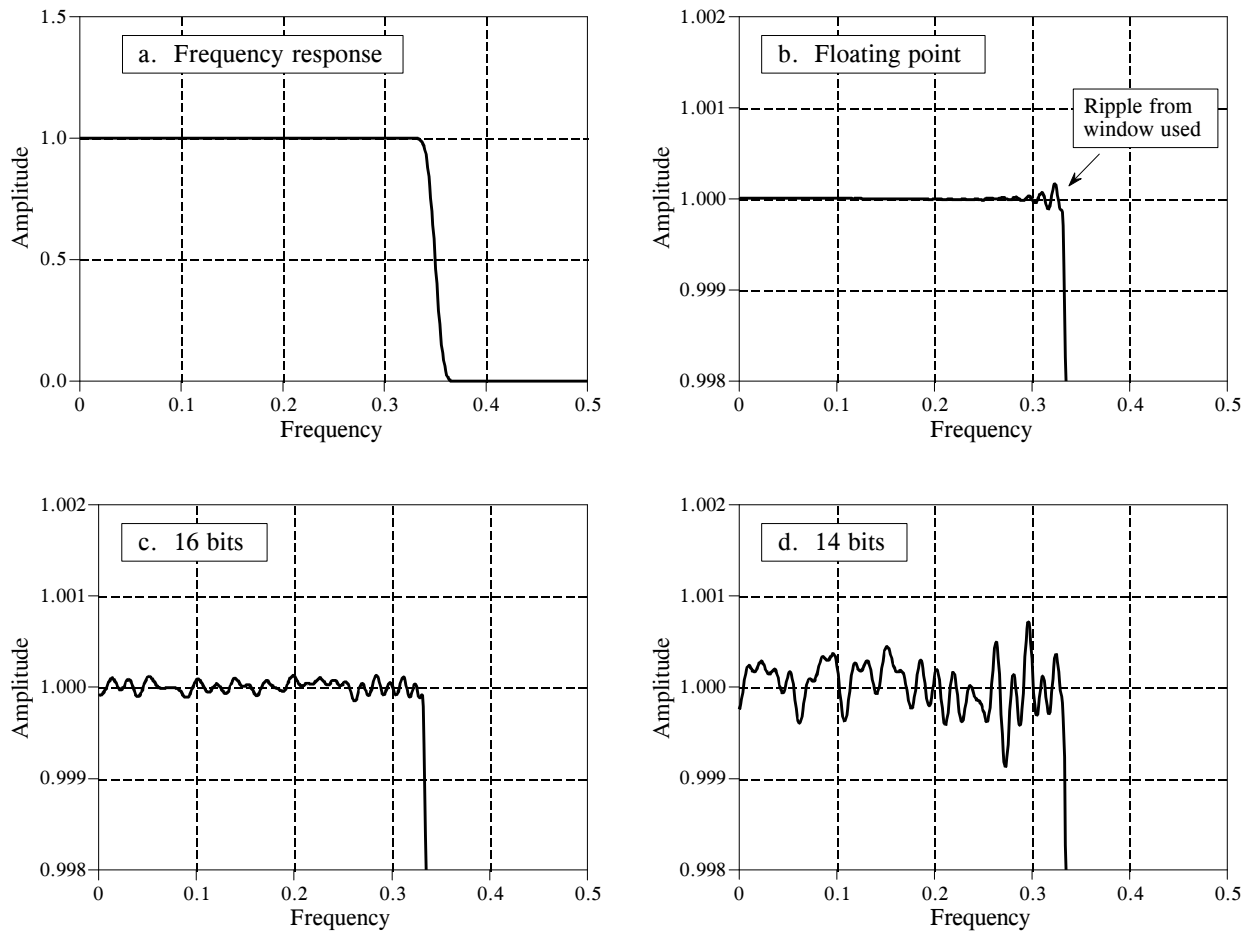 a. Frequency response
1.5
1.0
0.5
0.0
Amplitude
0 0.1 0.2 0.3 0.4 0.5
Frequency
b. Floating point
Ripple from
window used
1.002
1.001
1.000
0.999
0.998
Amplitude
0 0.1 0.2 0.3 0.4 0.5
Frequency
c. 16 bits
1.002
1.001
1.000
0.999
0.998
Amplitude
0 0.1 0.2 0.3 0.4 0.5
Frequency
d. 14 bits
1.002
1.001
1.000
0.999
0.998
Amplitude
0 0.1 0.2 0.3 0.4 0.5
Frequency